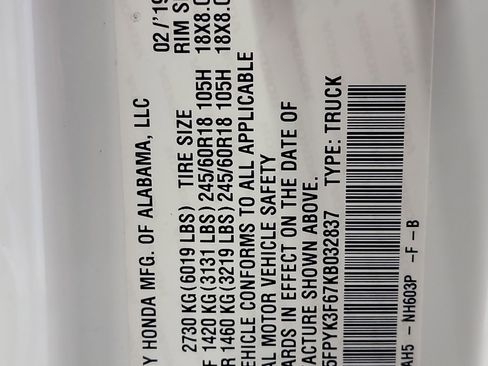 Y HONDA MFG. OF ALABAMA, LLC 02/'19
2730 KG(6019 LBS) TIRE SIZE RIM S
F 1420 KG(3131 LBS) 245/60R18 105H 18X8.0
R 1460 KG(3219 LBS) 245/60R18 105H 18X8.0
EHICLE CONFORMS TO ALL APPLICABLE
AL MOTOR VEHICLE SAFETY
ARDS IN EFFECT ON THE DATE OF
FACTURE SHOWN ABOVE.
5FPYK3F67KB032837 TYPE: TRUCK
AH5 - NH603P -F -B